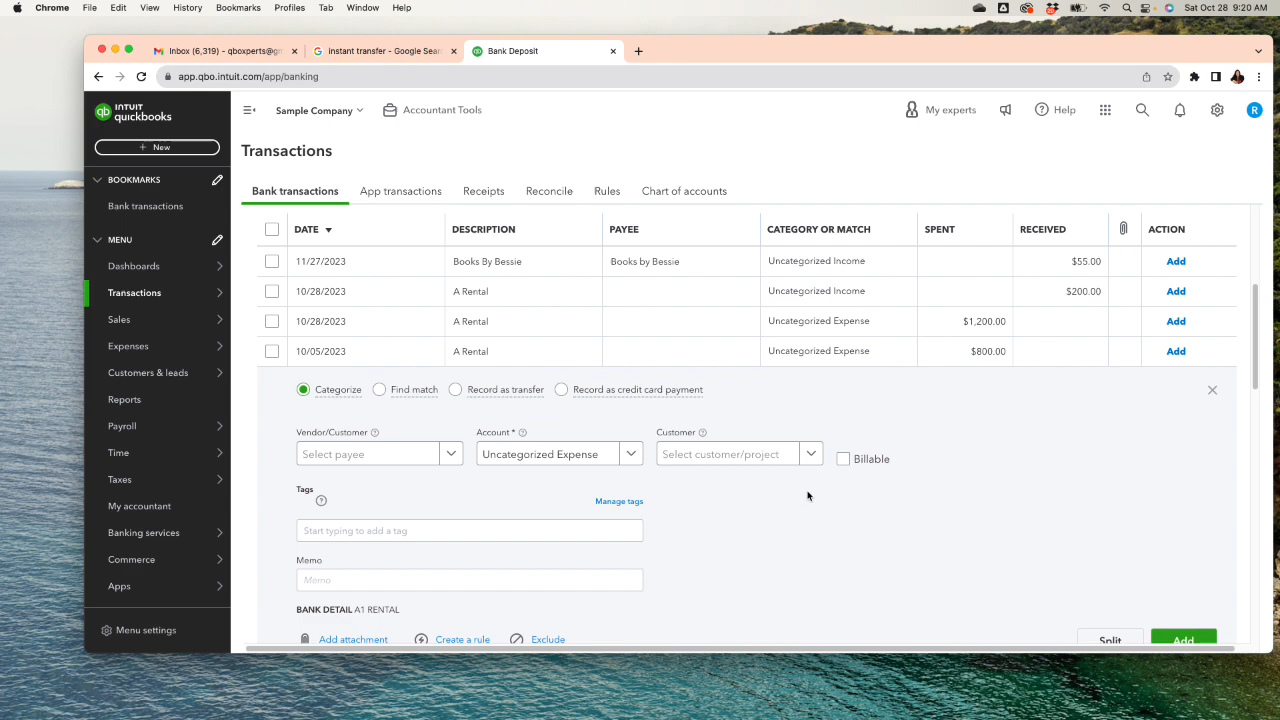 Chrome File Edit View History Bookmarks Profiles Tab Window Help Sat Oct 28 9:20 AM
Inbox (6,319) - qboxperts@gm instant transfer - Google Sear Bank Deposit
app.qbo.intuit.com/app/banking
INTUIT quickbooks
Sample Company Accountant Tools My experts Help R
+ New
Transactions
BOOKMARKS
Bank transactions
MENU
Dashboards
Transactions
Sales
Expenses
Customers & leads
Reports
Payroll
Time
Taxes
My accountant
Banking services
Commerce
Apps
Menu settings
Bank transactions App transactions Receipts Reconcile Rules Chart of accounts
DATE DESCRIPTION PAYEE CATEGORY OR MATCH SPENT RECEIVED ACTION
11/27/2023 Books By Bessie Books by Bessie Uncategorized Income $55.00 Add
10/28/2023 A Rental Uncategorized Income $200.00 Add
10/28/2023 A Rental Uncategorized Expense $1,200.00 Add
10/05/2023 A Rental Uncategorized Expense $800.00 Add
Categorize Find match Record as transfer Record as credit card payment
Vendor/Customer Account * Customer
Select payee Uncategorized Expense Select customer/project Billable
Tags Manage tags
Start typing to add a tag
Memo
Memo
BANK DETAIL A1 RENTAL
Add attachment Create a rule Exclude Split Add